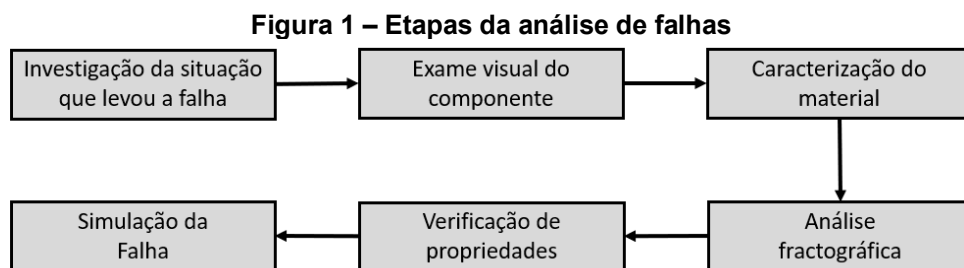 Figura 1 – Etapas da análise de falhas
Investigação da situação
que levou a falha
Exame visual do
componente
Caracterização do
material
Simulação da
Falha
Verificação de
propriedades
Análise
fractográfica